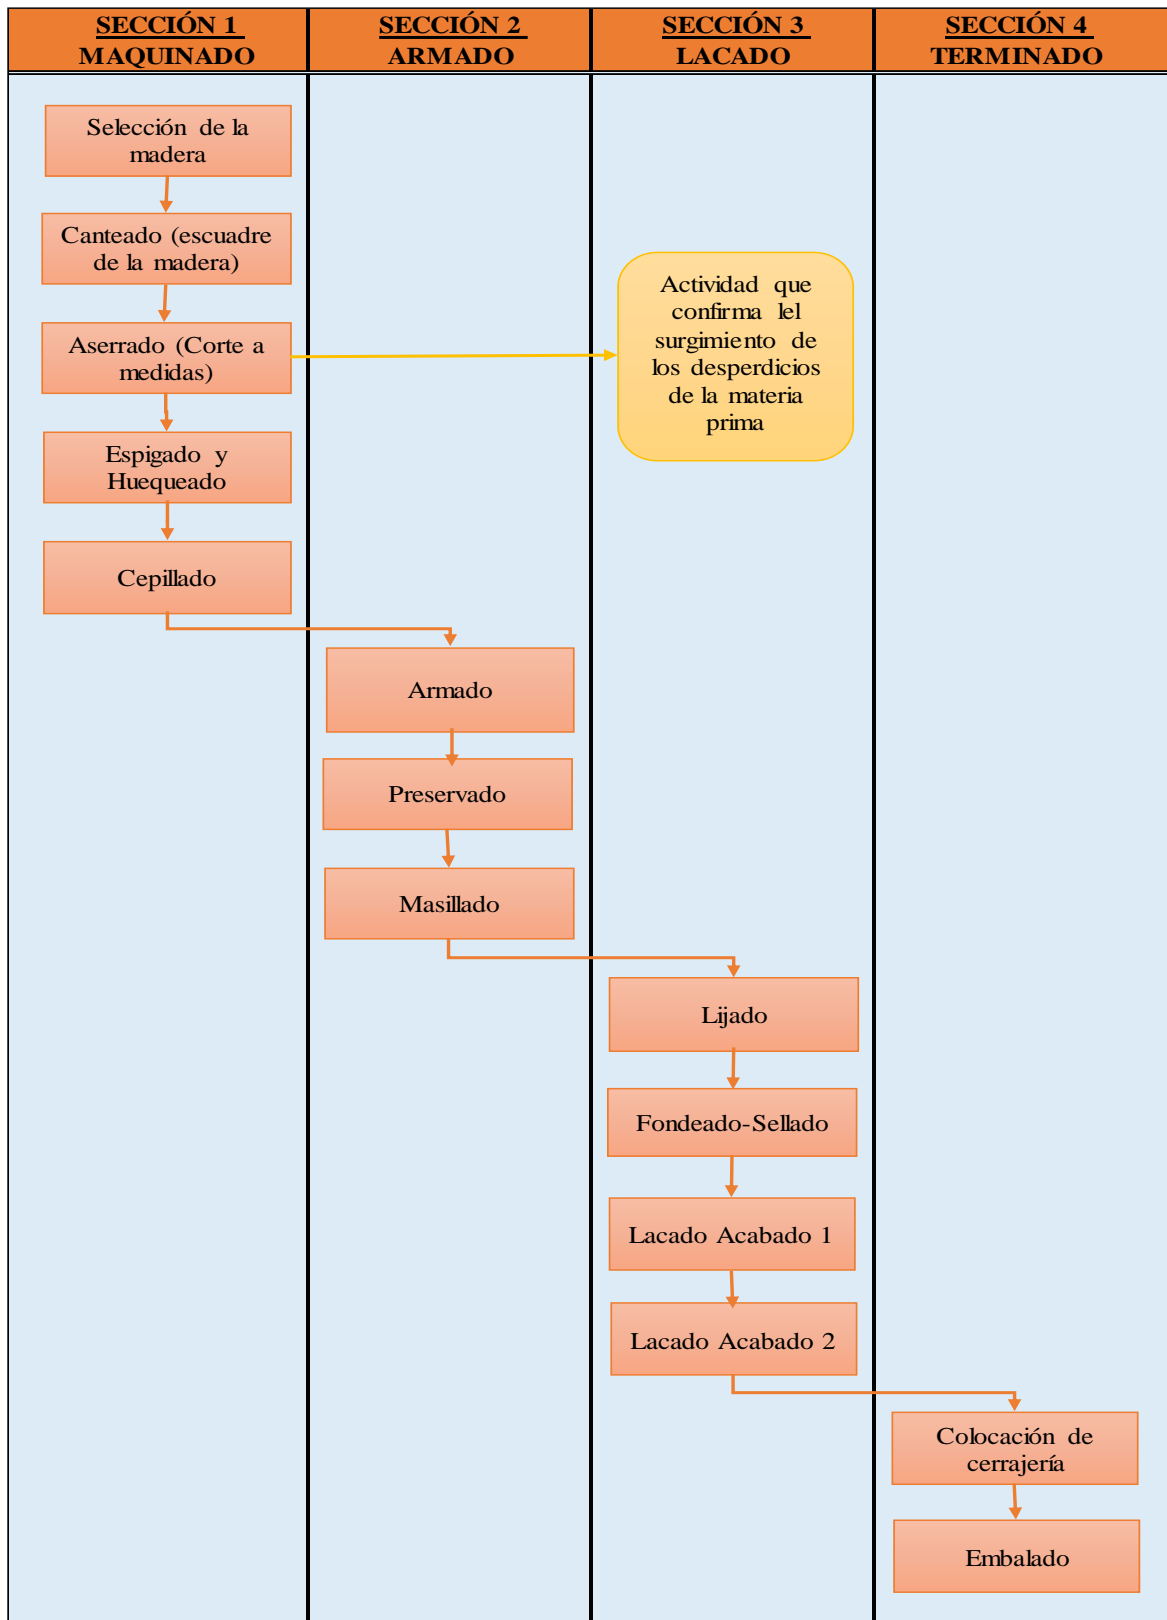 SECCIÓN 1
MAQUINADO
SECCIÓN 2
ARMADO
SECCIÓN 3
LACADO
SECCIÓN 4
TERMINADO
Selección de la
madera
Canteado (escuadre
de la madera)
Aserrado (Corte a
medidas)
Actividad que
confirma lel
surgimiento de
los desperdicios
de la materia
prima
Espigado y
Huequeado
Cepillado
Armado
Preservado
Masillado
Lijado
Fondeado-Sellado
Lacado Acabado 1
Lacado Acabado 2
Colocación de
cerrajería
Embalado